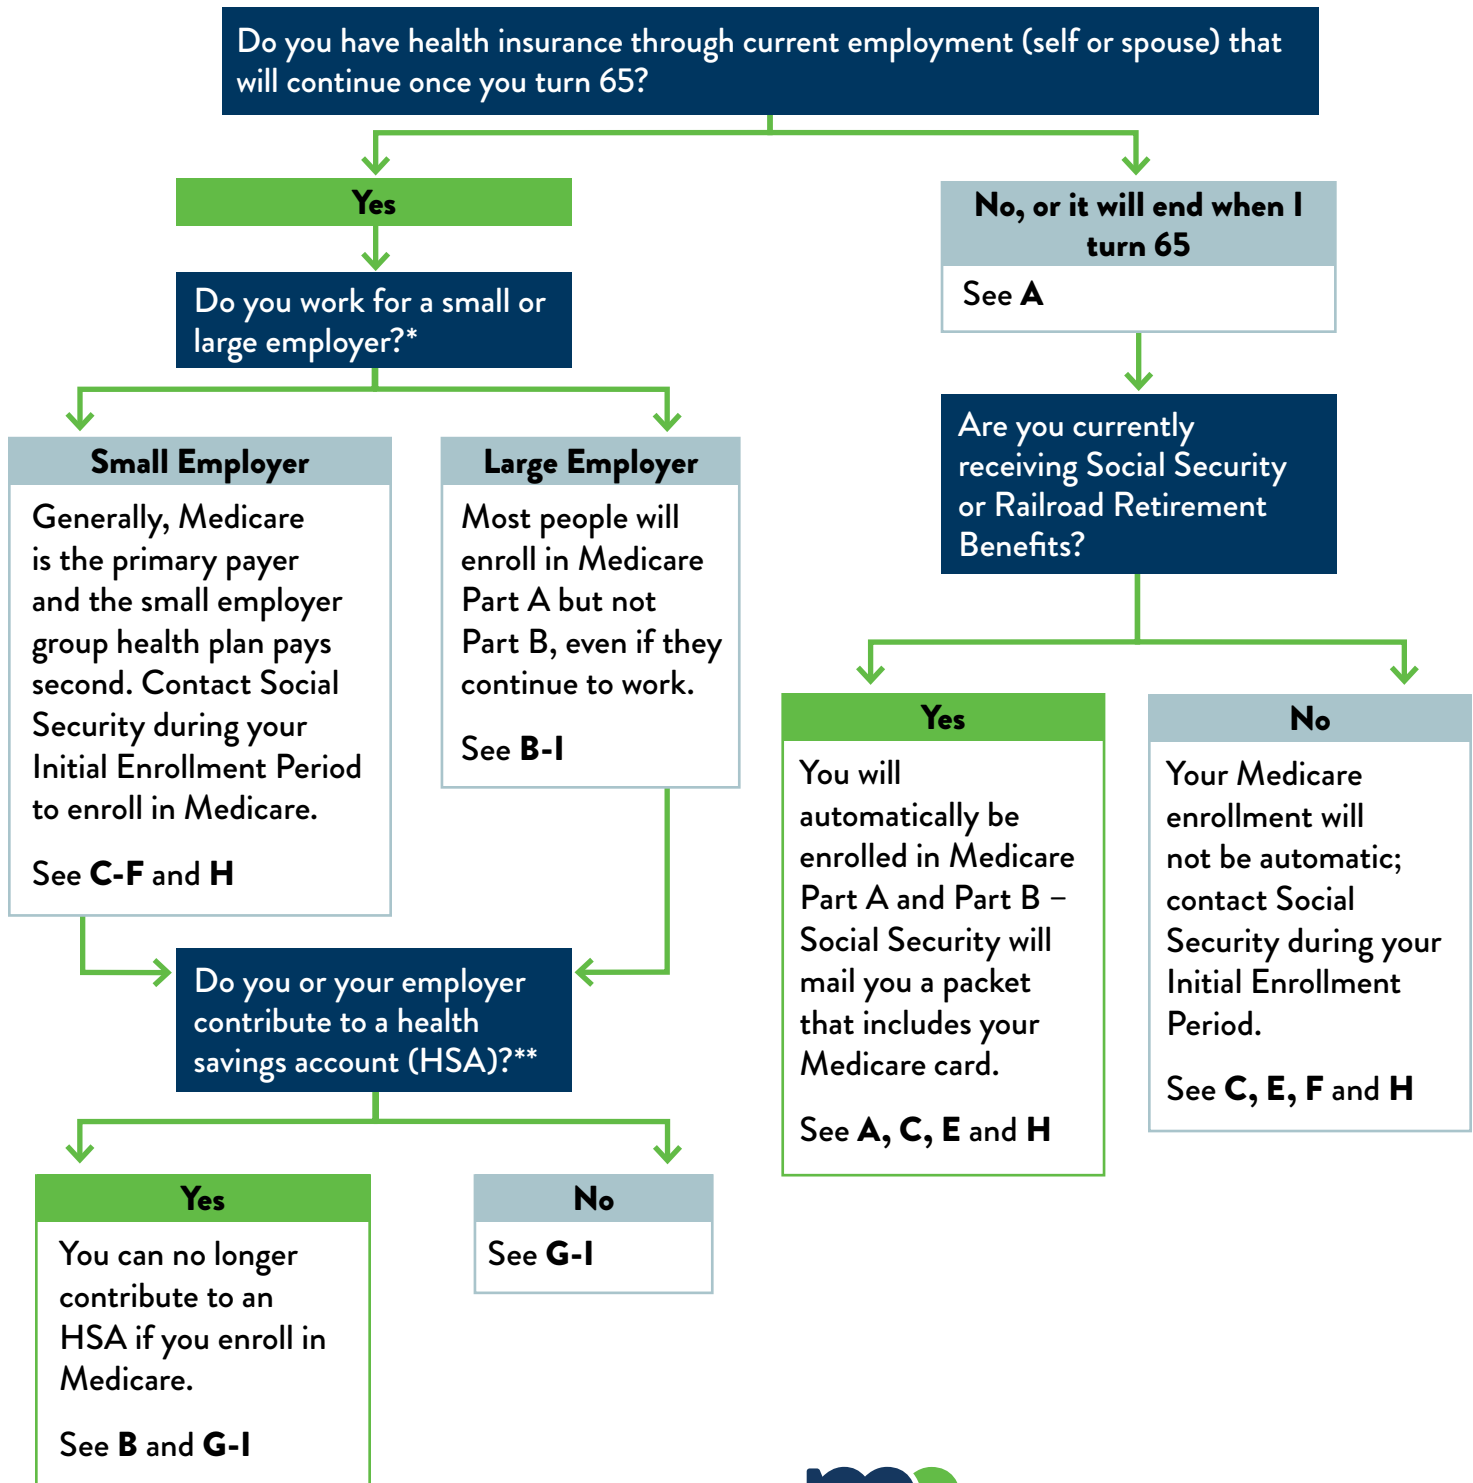 Do you have health insurance through current employment (self or spouse) that
will continue once you turn 65?
Yes
No, or it will end when I
turn 65
See A
Do you work for a small or
large employer?*
Small Employer
Generally, Medicare
is the primary payer
and the small employer
group health plan pays
second. Contact Social
Security during your
Initial Enrollment Period
to enroll in Medicare.
See C-F and H
Large Employer
Most people will
enroll in Medicare
Part A but not
Part B, even if they
continue to work.
See B-I
Are you currently
receiving Social Security
or Railroad Retirement
Benefits?
Yes
You will
automatically be
enrolled in Medicare
Part A and Part B –
Social Security will
mail you a packet
that includes your
Medicare card.
See A, C, E and H
No
Your Medicare
enrollment will
not be automatic;
contact Social
Security during your
Initial Enrollment
Period.
See C, E, F and H
Do you or your employer
contribute to a health
savings account (HSA)?**
Yes
You can no longer
contribute to an
HSA if you enroll in
Medicare.
See B and G-I
No
See G-I